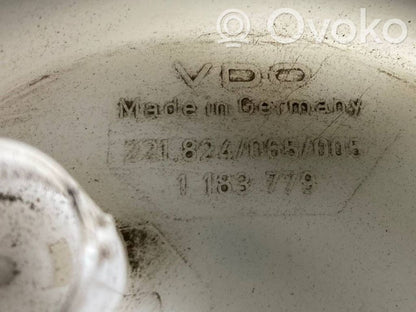 Ovoko
VDO
Made in Germany
221.824/065/005
1 183 779